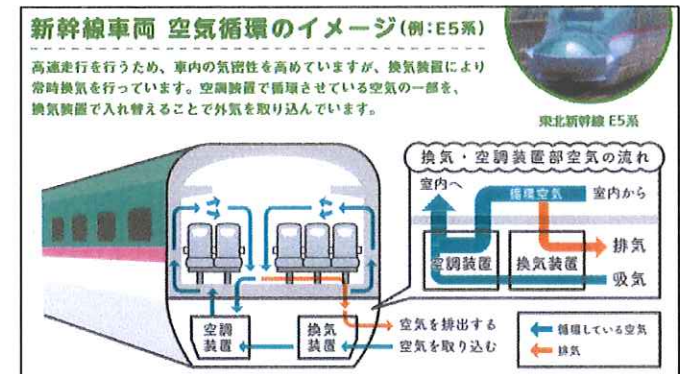 新幹線車両 空気循環のイメージ(例:E5系)
高速走行を行うため、車内の気密性を高めていますが、換気装置により
常時換気を行っています。空調装置で循環させている空気の一部を、
換気装置で入れ替えることで外気を取り込んでいます。
東北新幹線 E5系
換気・空調装置部空気の流れ
室内へ
循環空気
室内から
空調装置
換気装置
排気
吸気
空調
装置
換気
装置
空気を排出する
空気を取り込む
循環している空気
排気